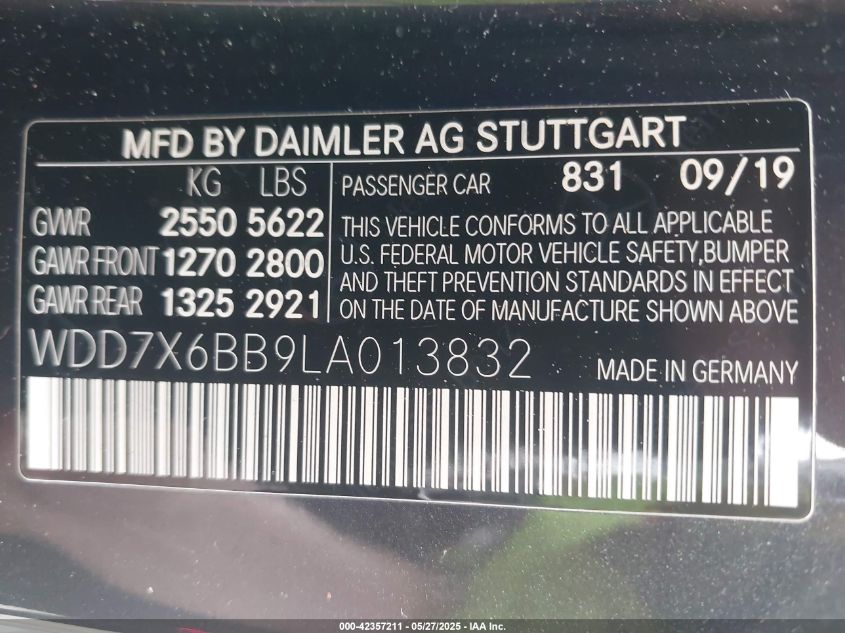 MFD BY DAIMLER AG STUTTGART
KG LBS
GVWR 2550 5622
GAWR FRONT 1270 2800
GAWR REAR 1325 2921
PASSENGER CAR 831 09/19
THIS VEHICLE CONFORMS TO ALL APPLICABLE
U.S. FEDERAL MOTOR VEHICLE SAFETY,BUMPER
AND THEFT PREVENTION STANDARDS IN EFFECT
ON THE DATE OF MANUFACTURE SHOWN ABOVE
WDD7X6BB9LA013832
MADE IN GERMANY
000-42357211 - 05/27/2025 - IAA Inc.